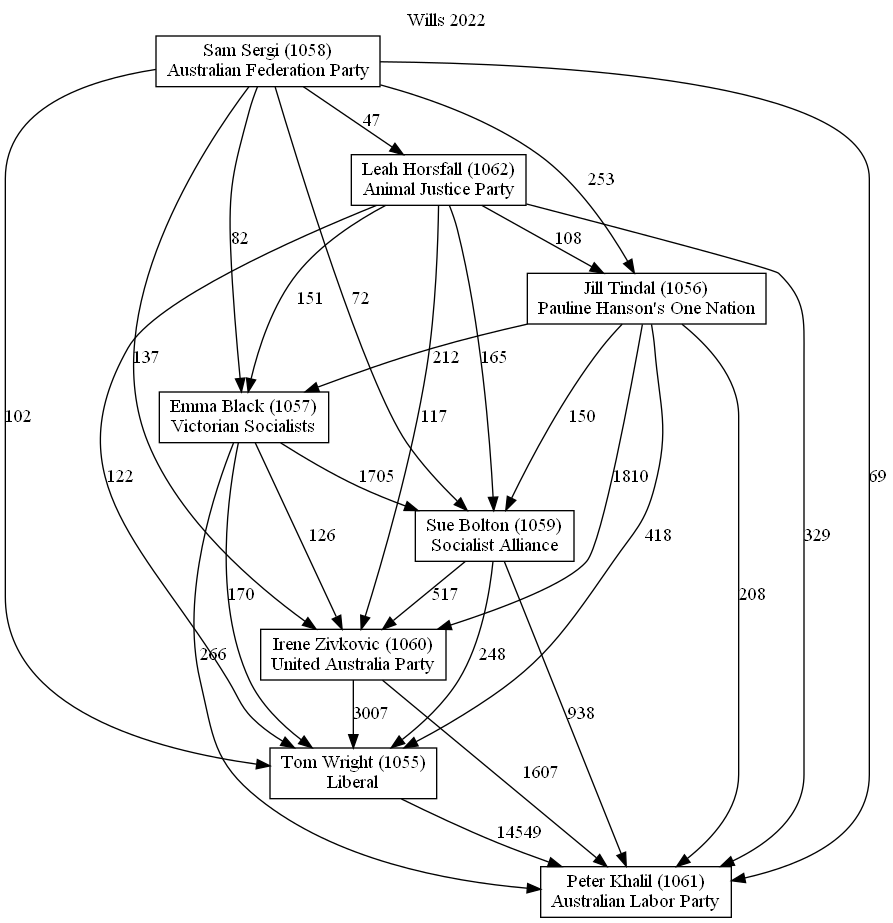 Wills 2022
Sam Sergi (1058)
Australian Federation Party
47
Leah Horsfall (1062)
Animal Justice Party
253
82
108
Jill Tindal (1056)
Pauline Hanson's One Nation
151
72
137
212
165
Emma Black (1057)
Victorian Socialists
102
117
150
122
1705
1810
69
Sue Bolton (1059)
Socialist Alliance
126
418
329
170
517
208
Irene Zivkovic (1060)
United Australia Party
266
248
3007
938
Tom Wright (1055)
Liberal
1607
14549
Peter Khalil (1061)
Australian Labor Party